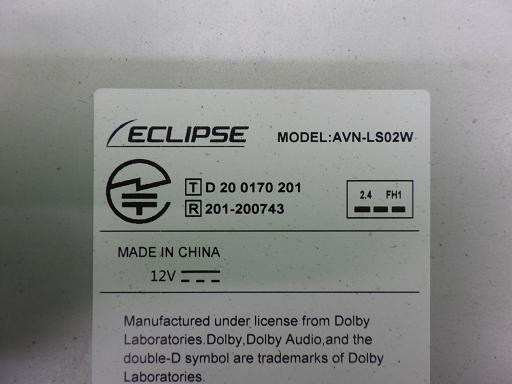 ECLIPSE MODEL:AVN-LS02W
T D 20 0170 201
R 201-200743
2.4 FH1
MADE IN CHINA
12V
Manufactured under license from Dolby
Laboratories.Dolby,Dolby Audio,and the
double-D symbol are trademarks of Dolby
Laboratories.